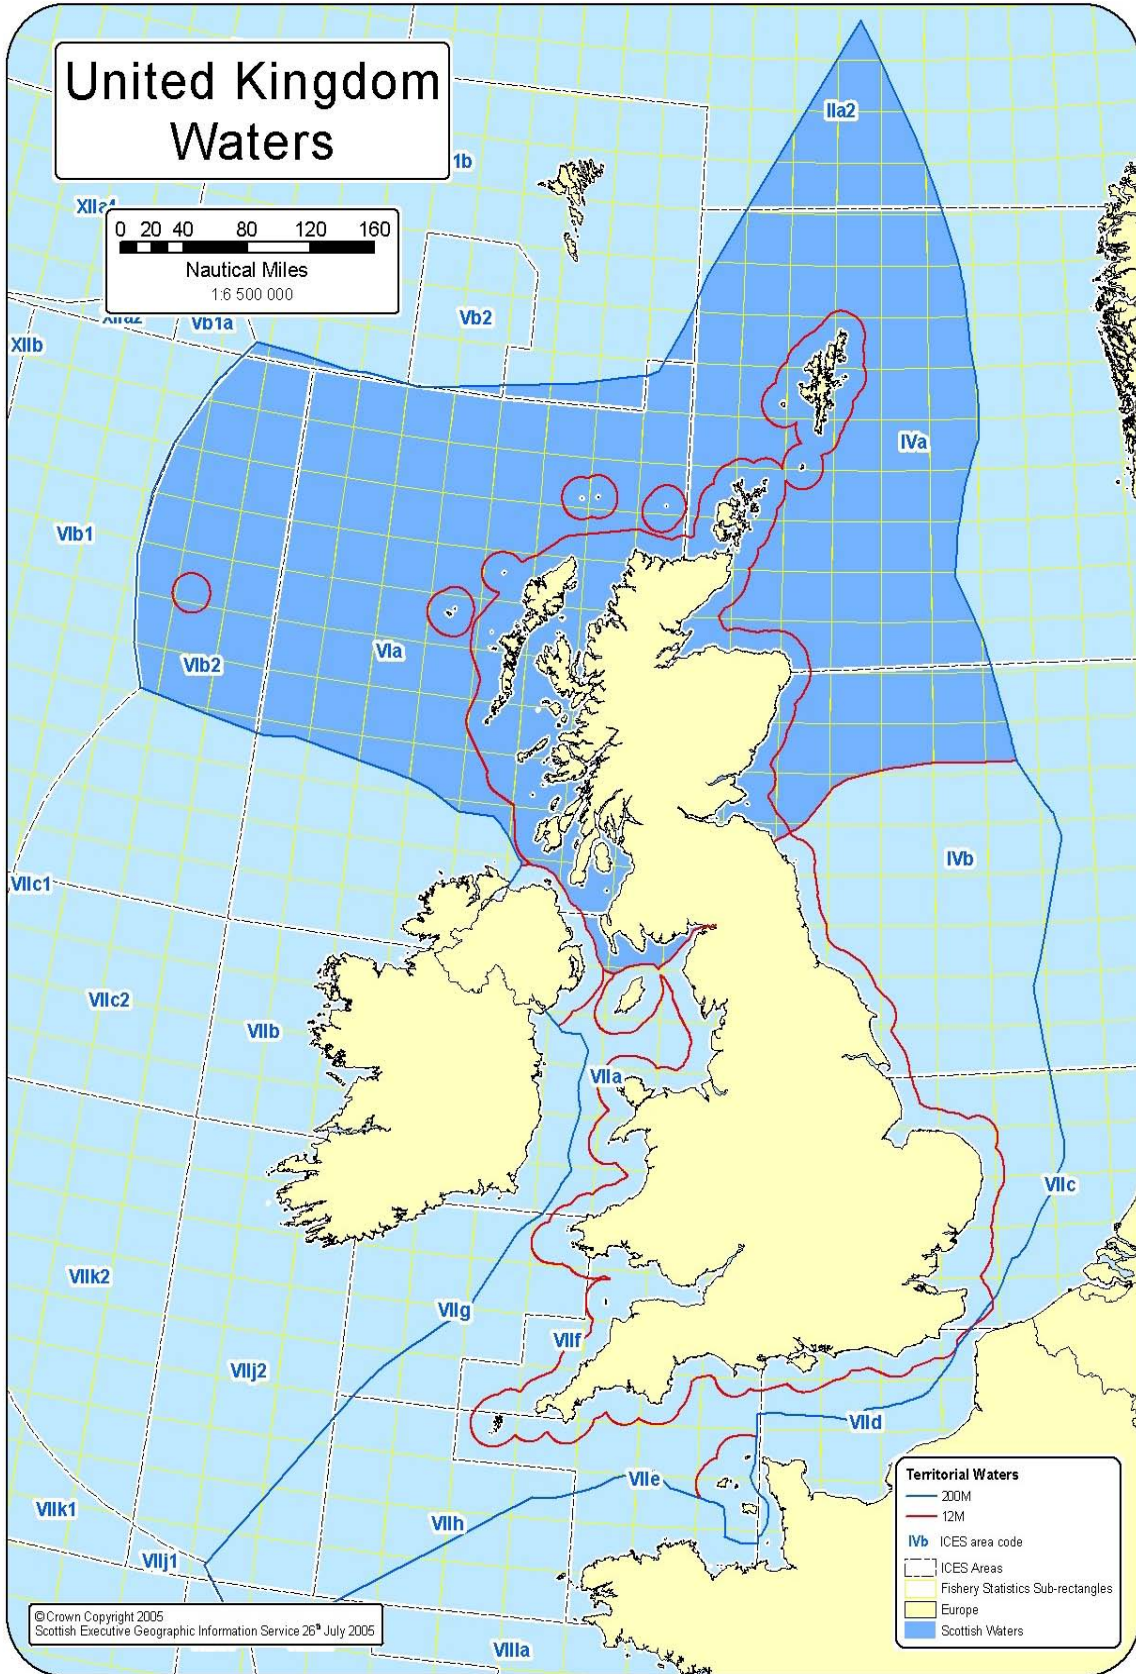 United Kingdom
Waters
0 20 40 80 120 160
Nautical Miles
1:6 500 000
IIa2
1b
XIIa4
XIIa2
Vb1a
Vb2
XIIb
IVa
VIb1
VIa
VIb2
IVb
VIIc1
VIIc2
VIIb
VIIa
VIIc
VIIk2
VIIg
VIIf
VIIj2
VIId
VIIe
VIIk1
VIIh
VIIj1
VIIIa
Territorial Waters
200M
12M
IVb ICES area code
ICES Areas
Fishery Statistics Sub-rectangles
Europe
Scottish Waters
© Crown Copyright 2005
Scottish Executive Geographic Information Service 26th July 2005